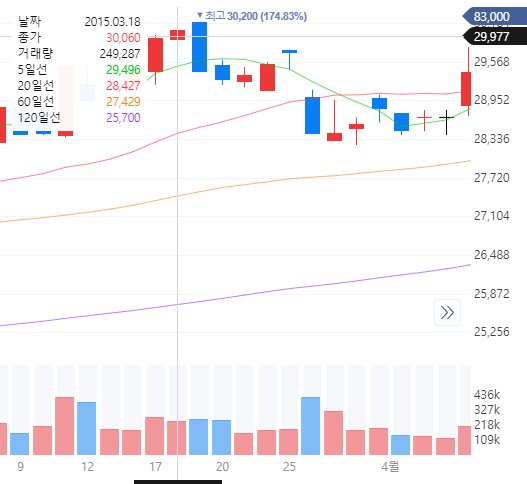 날짜 2015.03.18
종가 30,060
거래량 249,287
5일선 29,496
20일선 28,427
60일선 27,429
120일선 25,700
▼최고 30,200 (174.83%)
83,000
29,977
29,568
28,952
28,336
27,720
27,104
26,488
25,872
25,256
436k
327k
218k
109k
9 12 17 20 25 4월